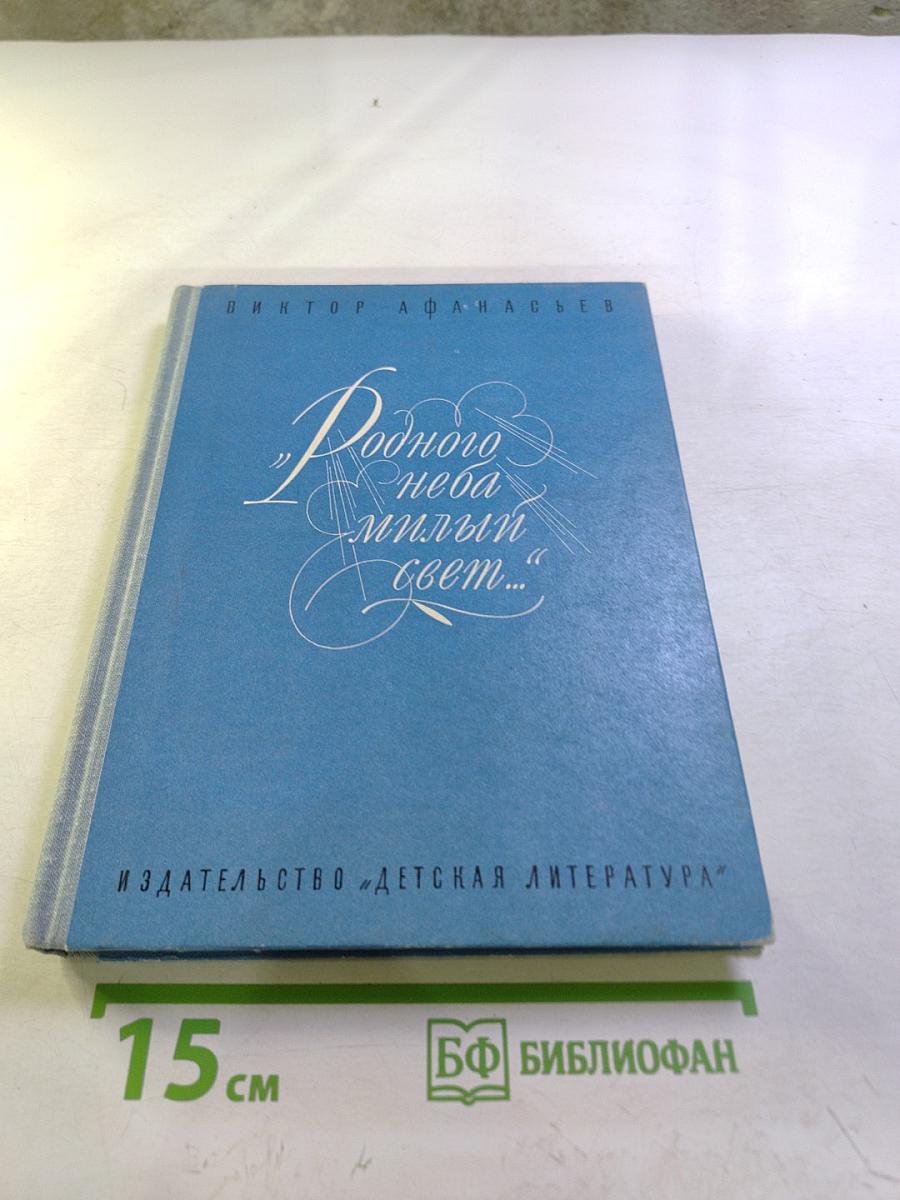 ВИКТОР АФАНАСЬЕВ
„Родного
неба
милый
свет...“
ИЗДАТЕЛЬСТВО „ДЕТСКАЯ ЛИТЕРАТУРА“
15 см
БФ БИБЛИОФАН